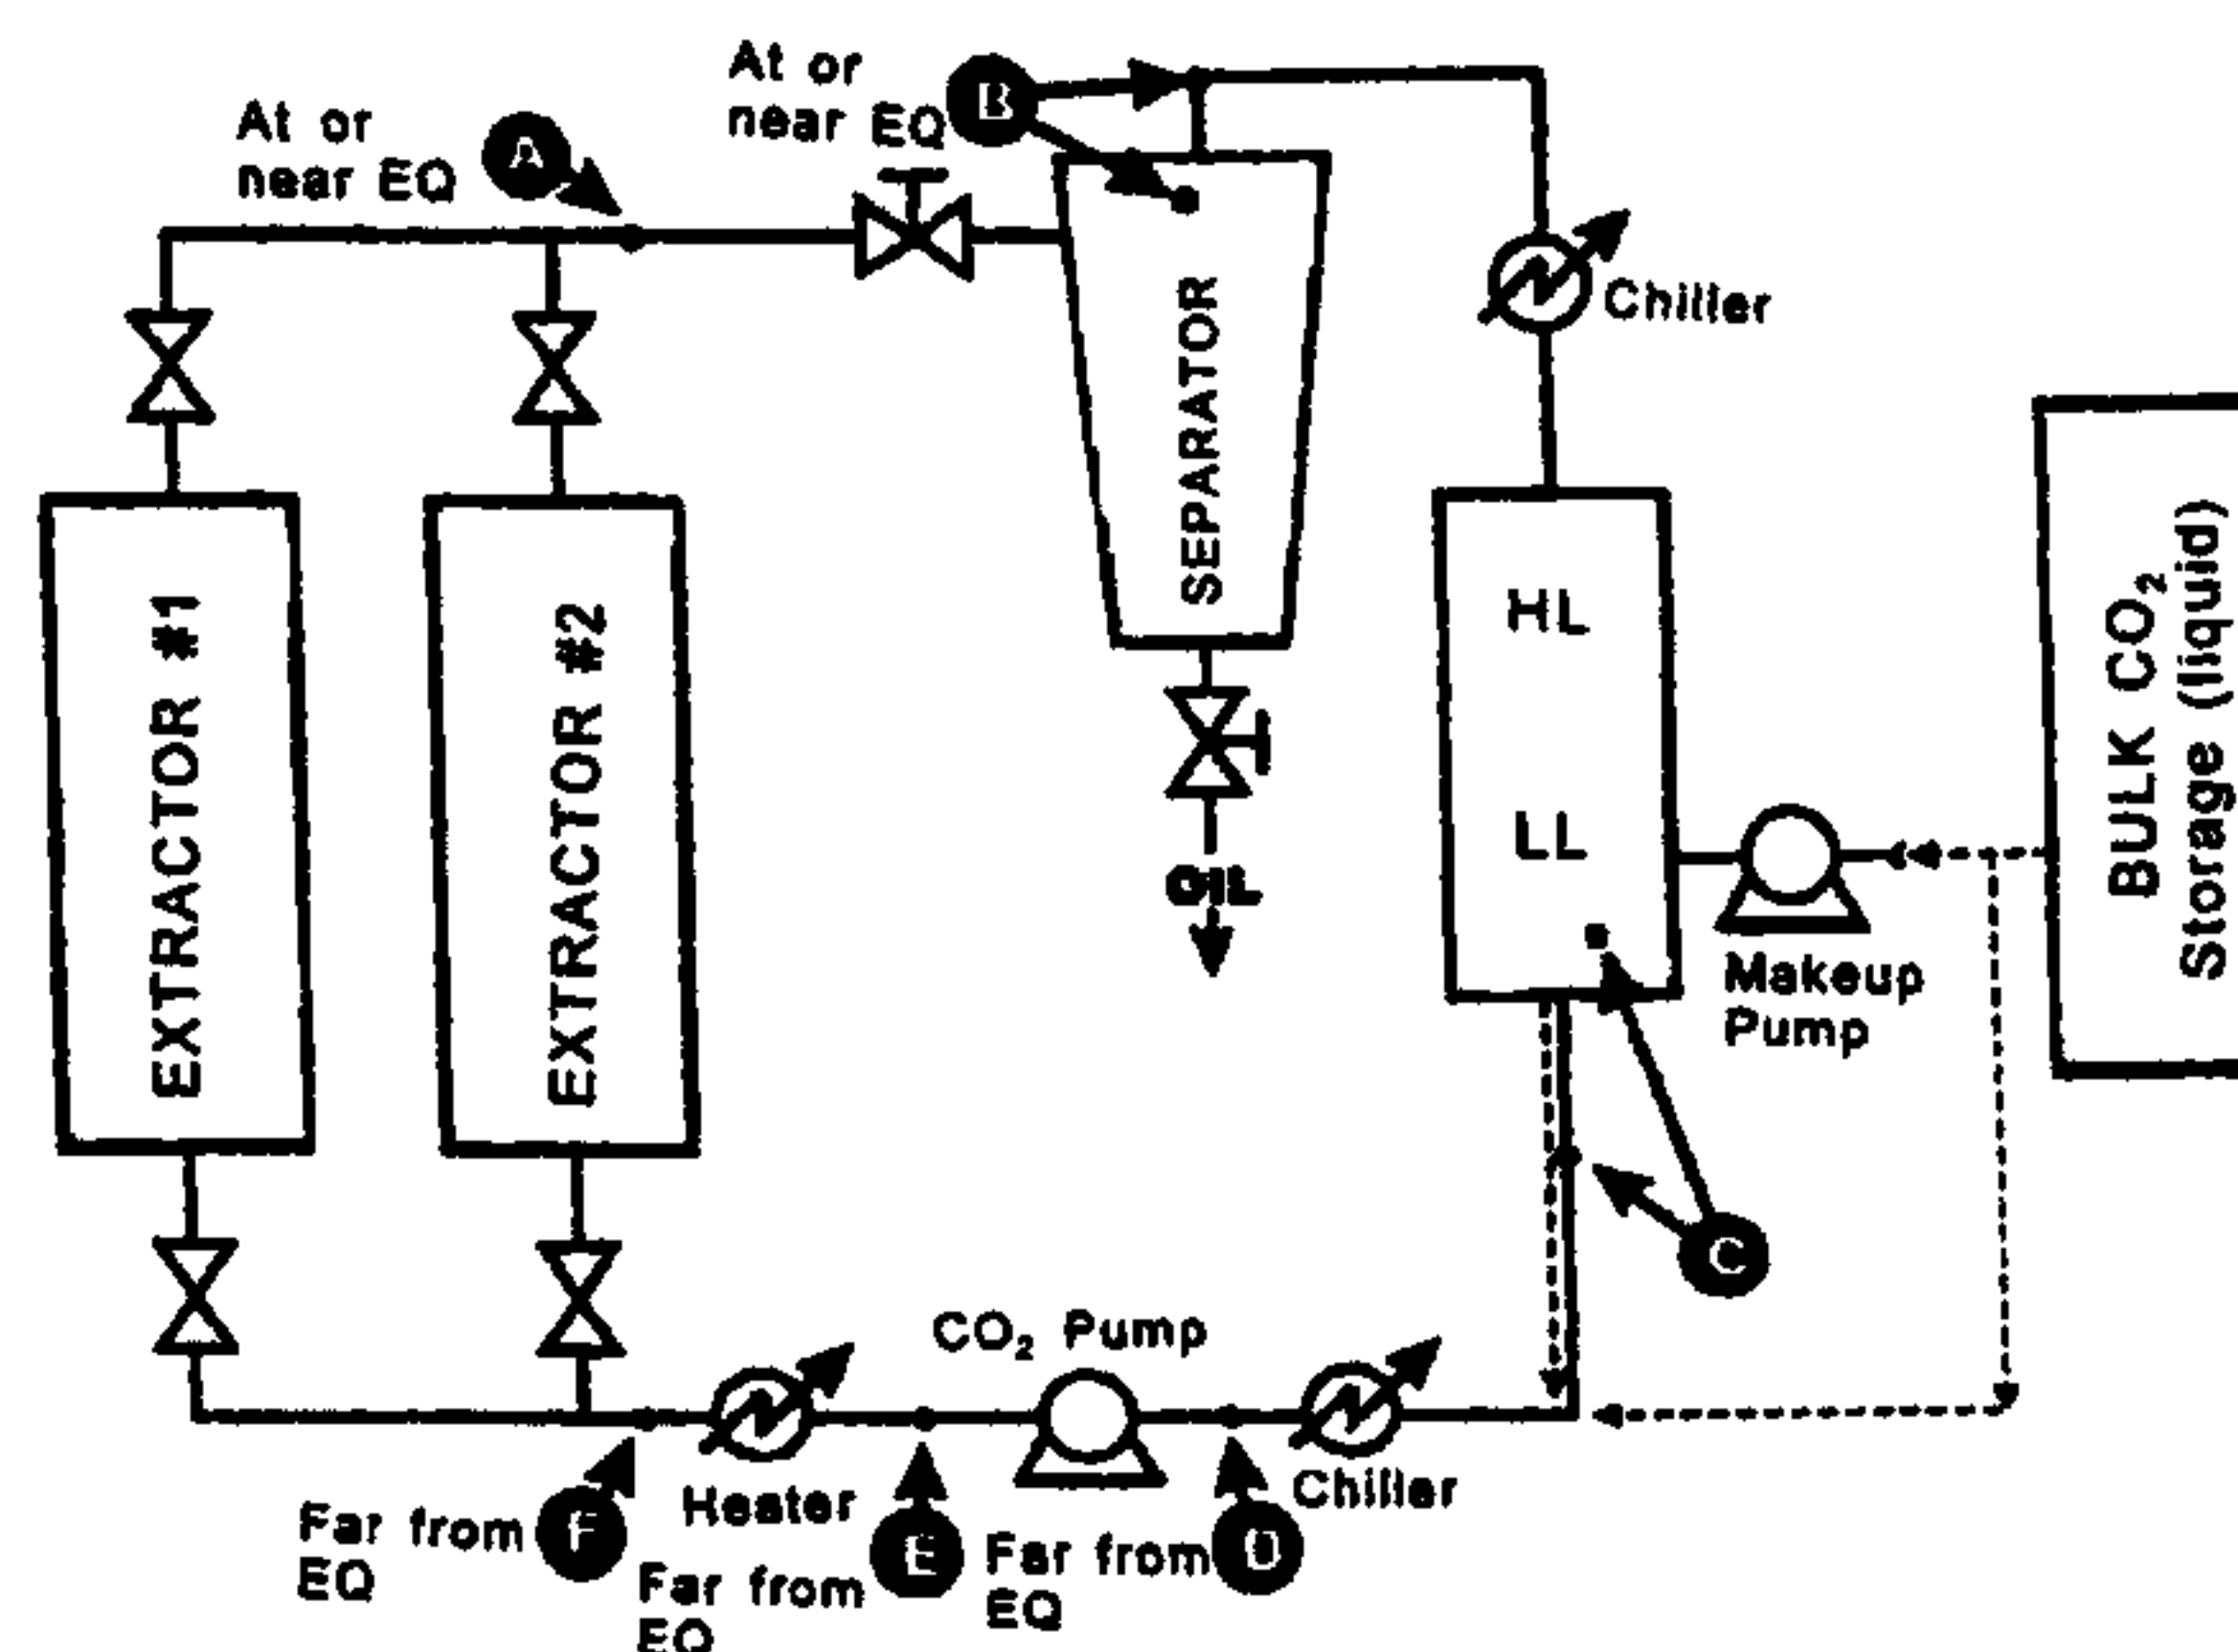 At or
near EQ
A
At or
near EQ
B
Chiller
SEPARATOR
EXTRACTOR #1
EXTRACTOR #2
HL
LL
BULK CO₂
Storage (liquid)
OIL
Makeup
Pump
C
CO₂ Pump
Heater
Chiller
Far from
EQ
F
Far from
EQ
E
Far from
EQ
D